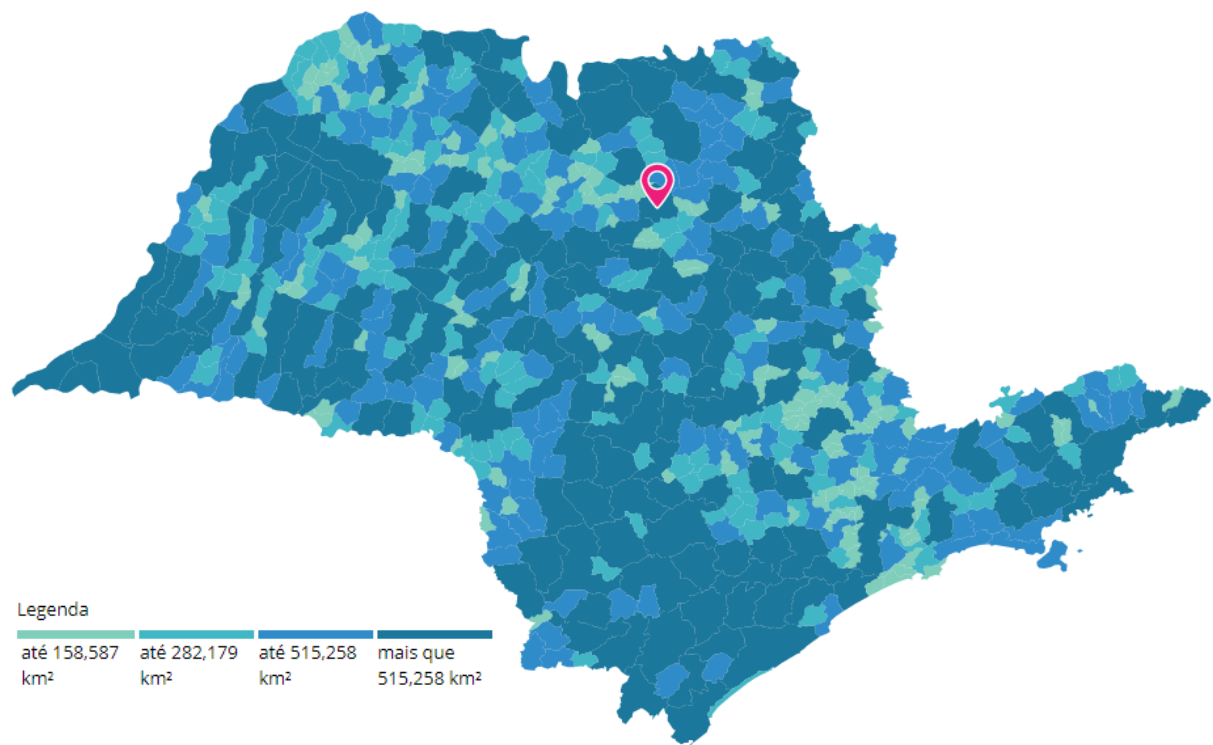 Legenda
até 158,587 até 282,179 até 515,258 mais que
km² km² km² 515,258 km²